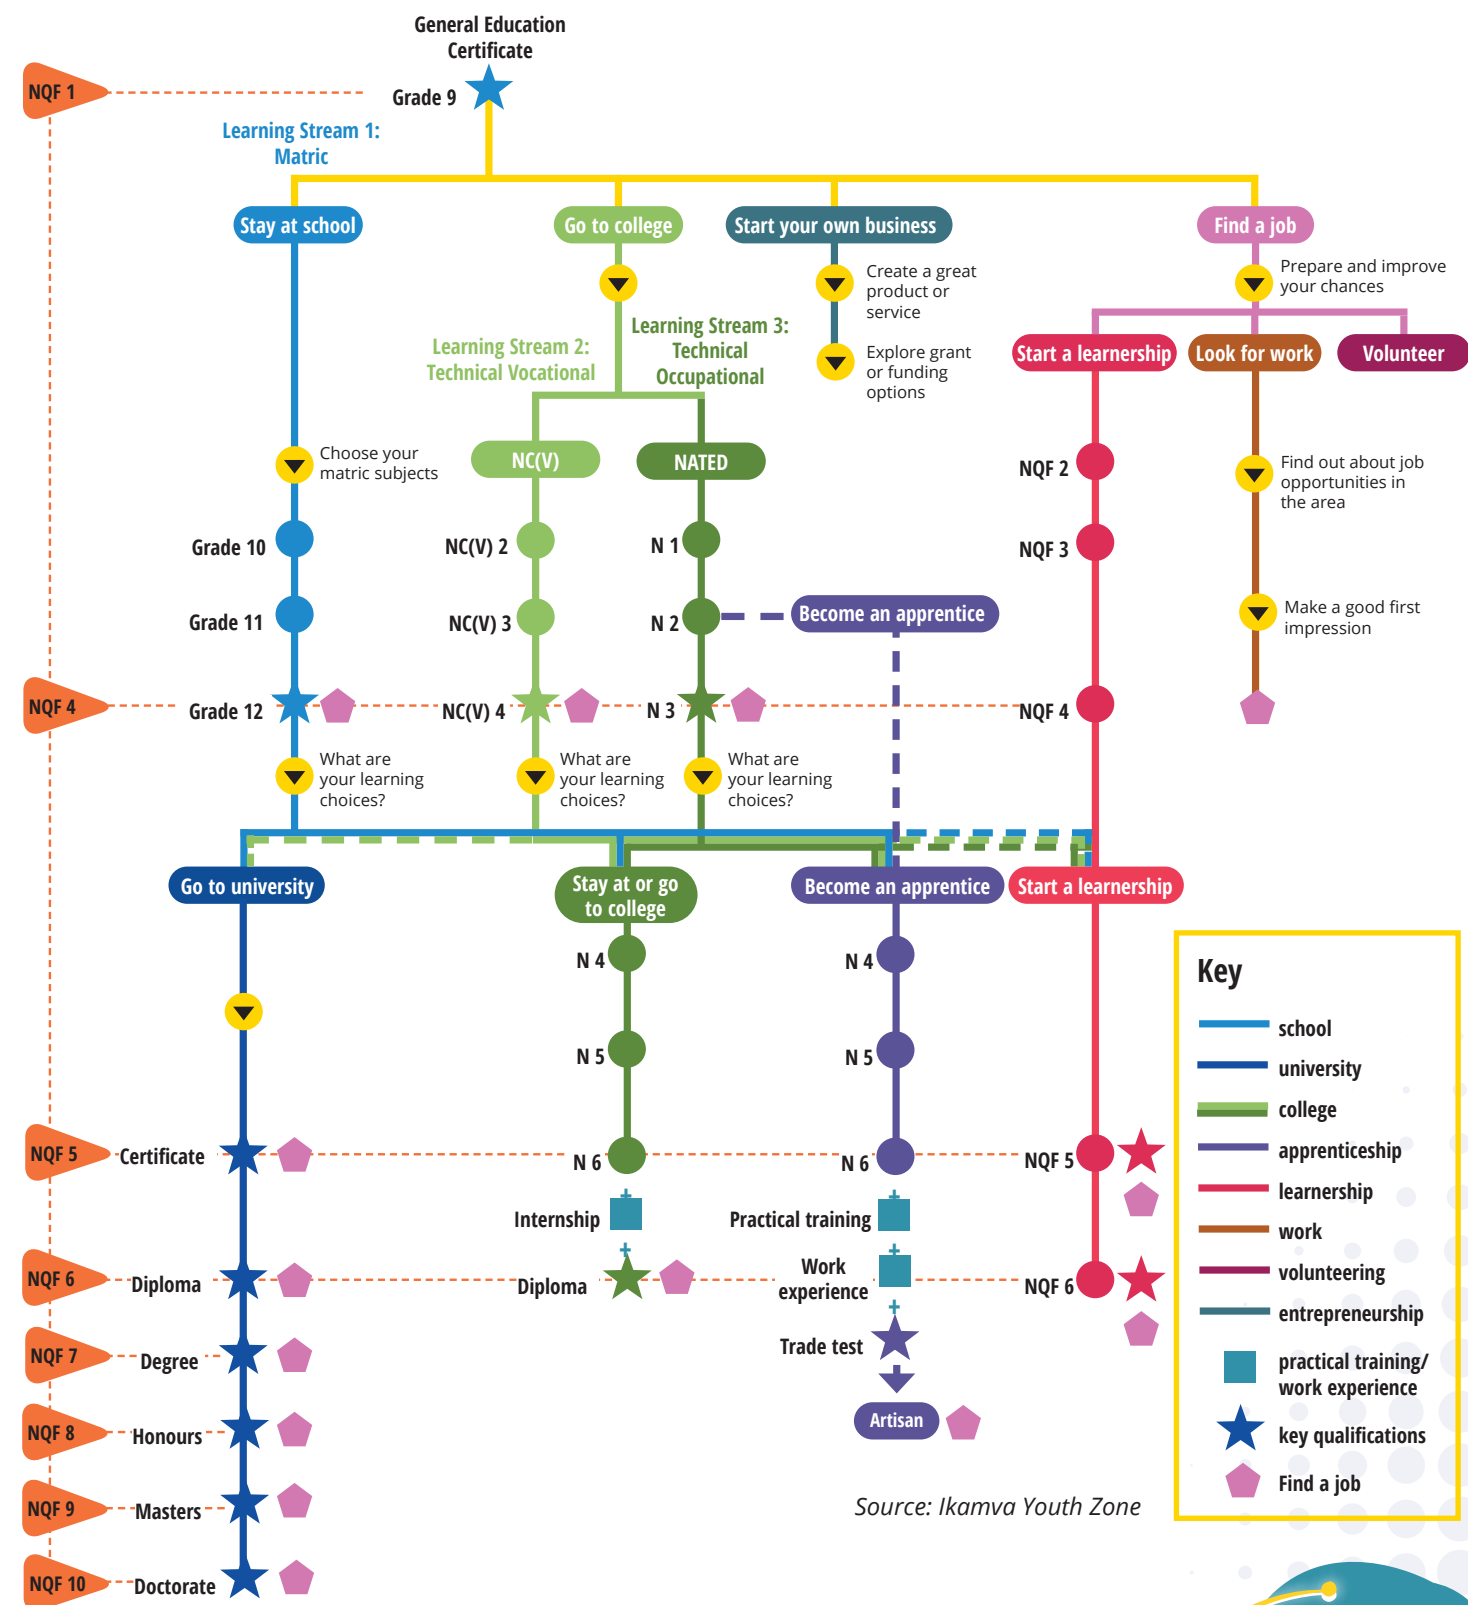 General Education
Certificate
NQF 1
Grade 9
Learning Stream 1:
Matric
Stay at school
Go to college
Start your own business
Find a job
Create a great
product or
service
Prepare and improve
your chances
Learning Stream 2:
Technical Vocational
Learning Stream 3:
Technical
Occupational
Explore grant
or funding
options
Start a learnership
Look for work
Volunteer
Choose your
matric subjects
NC(V)
NATED
NQF 2
Find out about job
opportunities in
the area
Grade 10
NC(V) 2
N 1
NQF 3
Grade 11
NC(V) 3
N 2
Become an apprentice
Make a good first
impression
NQF 4
Grade 12
NC(V) 4
N 3
NQF 4
What are
your learning
choices?
What are
your learning
choices?
What are
your learning
choices?
Go to university
Stay at or go
to college
Become an apprentice
Start a learnership
N 4
N 4
N 5
N 5
NQF 5
Certificate
N 6
N 6
NQF 5
Internship
Practical training
NQF 6
Diploma
Diploma
Work
experience
NQF 6
NQF 7
Degree
Trade test
Artisan
NQF 8
Honours
NQF 9
Masters
NQF 10
Doctorate
Key
school
university
college
apprenticeship
learnership
work
volunteering
entrepreneurship
practical training/
work experience
key qualifications
Find a job
Source: Ikamva Youth Zone